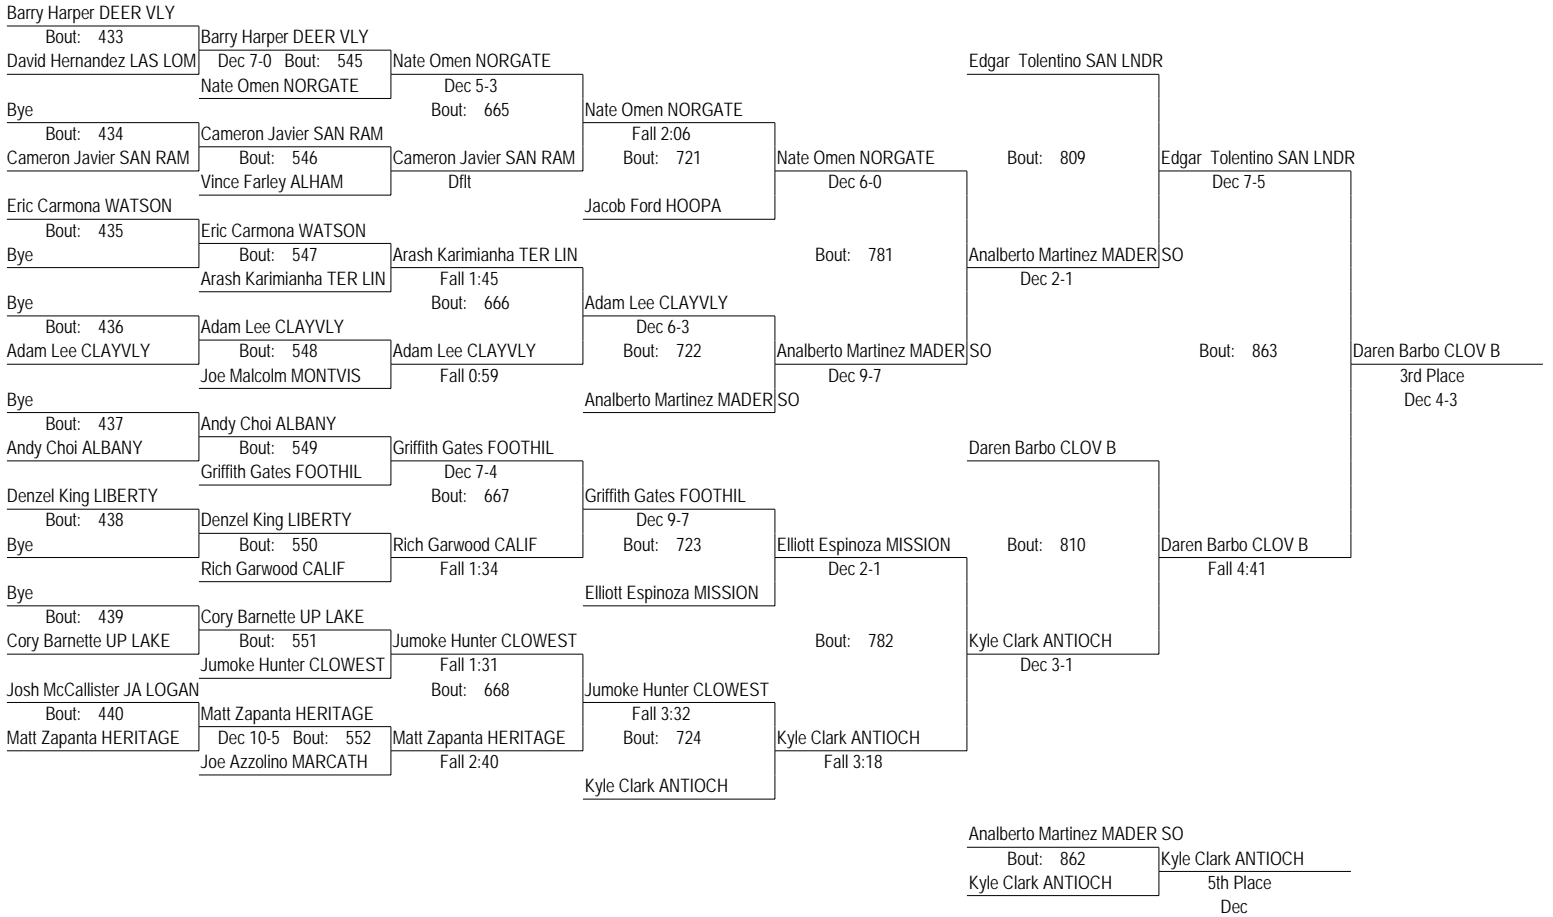 Barry Harper DEER VLY
Bout: 433
Barry Harper DEER VLY
David Hernandez LAS LOM
Dec 7-0 Bout: 545
Nate Omen NORGATE
Edgar Tolentino SAN LNDR
Nate Omen NORGATE
Dec 5-3
Bye
Bout: 665
Nate Omen NORGATE
Bout: 434
Cameron Javier SAN RAM
Fall 2:06
Cameron Javier SAN RAM
Bout: 546
Cameron Javier SAN RAM
Bout: 721
Nate Omen NORGATE
Bout: 809
Edgar Tolentino SAN LNDR
Vince Farley ALHAM
Dflt
Dec 6-0
Dec 7-5
Eric Carmona WATSON
Jacob Ford HOOPA
Bout: 435
Eric Carmona WATSON
Bye
Bout: 547
Arash Karimianha TER LIN
Bout: 781
Analberto Martinez MADER SO
Arash Karimianha TER LIN
Fall 1:45
Dec 2-1
Bye
Bout: 666
Adam Lee CLAYVLY
Bout: 436
Adam Lee CLAYVLY
Dec 6-3
Adam Lee CLAYVLY
Bout: 548
Adam Lee CLAYVLY
Bout: 722
Analberto Martinez MADER SO
Bout: 863
Daren Barbo CLOV B
Joe Malcolm MONTVIS
Fall 0:59
Dec 9-7
3rd Place
Bye
Analberto Martinez MADER SO
Dec 4-3
Bout: 437
Andy Choi ALBANY
Andy Choi ALBANY
Bout: 549
Griffith Gates FOOTHIL
Daren Barbo CLOV B
Griffith Gates FOOTHIL
Dec 7-4
Denzel King LIBERTY
Bout: 667
Griffith Gates FOOTHIL
Bout: 438
Denzel King LIBERTY
Dec 9-7
Bye
Bout: 550
Rich Garwood CALIF
Bout: 723
Elliott Espinoza MISSION
Bout: 810
Daren Barbo CLOV B
Rich Garwood CALIF
Fall 1:34
Dec 2-1
Fall 4:41
Bye
Elliott Espinoza MISSION
Bout: 439
Cory Barnette UP LAKE
Cory Barnette UP LAKE
Bout: 551
Jumoke Hunter CLOWEST
Bout: 782
Kyle Clark ANTIOCH
Jumoke Hunter CLOWEST
Fall 1:31
Dec 3-1
Josh McCallister JA LOGAN
Bout: 668
Jumoke Hunter CLOWEST
Bout: 440
Matt Zapanta HERITAGE
Fall 3:32
Matt Zapanta HERITAGE
Dec 10-5 Bout: 552
Matt Zapanta HERITAGE
Bout: 724
Kyle Clark ANTIOCH
Joe Azzolino MARCATH
Fall 2:40
Fall 3:18
Kyle Clark ANTIOCH
Analberto Martinez MADER SO
Bout: 862
Kyle Clark ANTIOCH
Kyle Clark ANTIOCH
5th Place
Dec